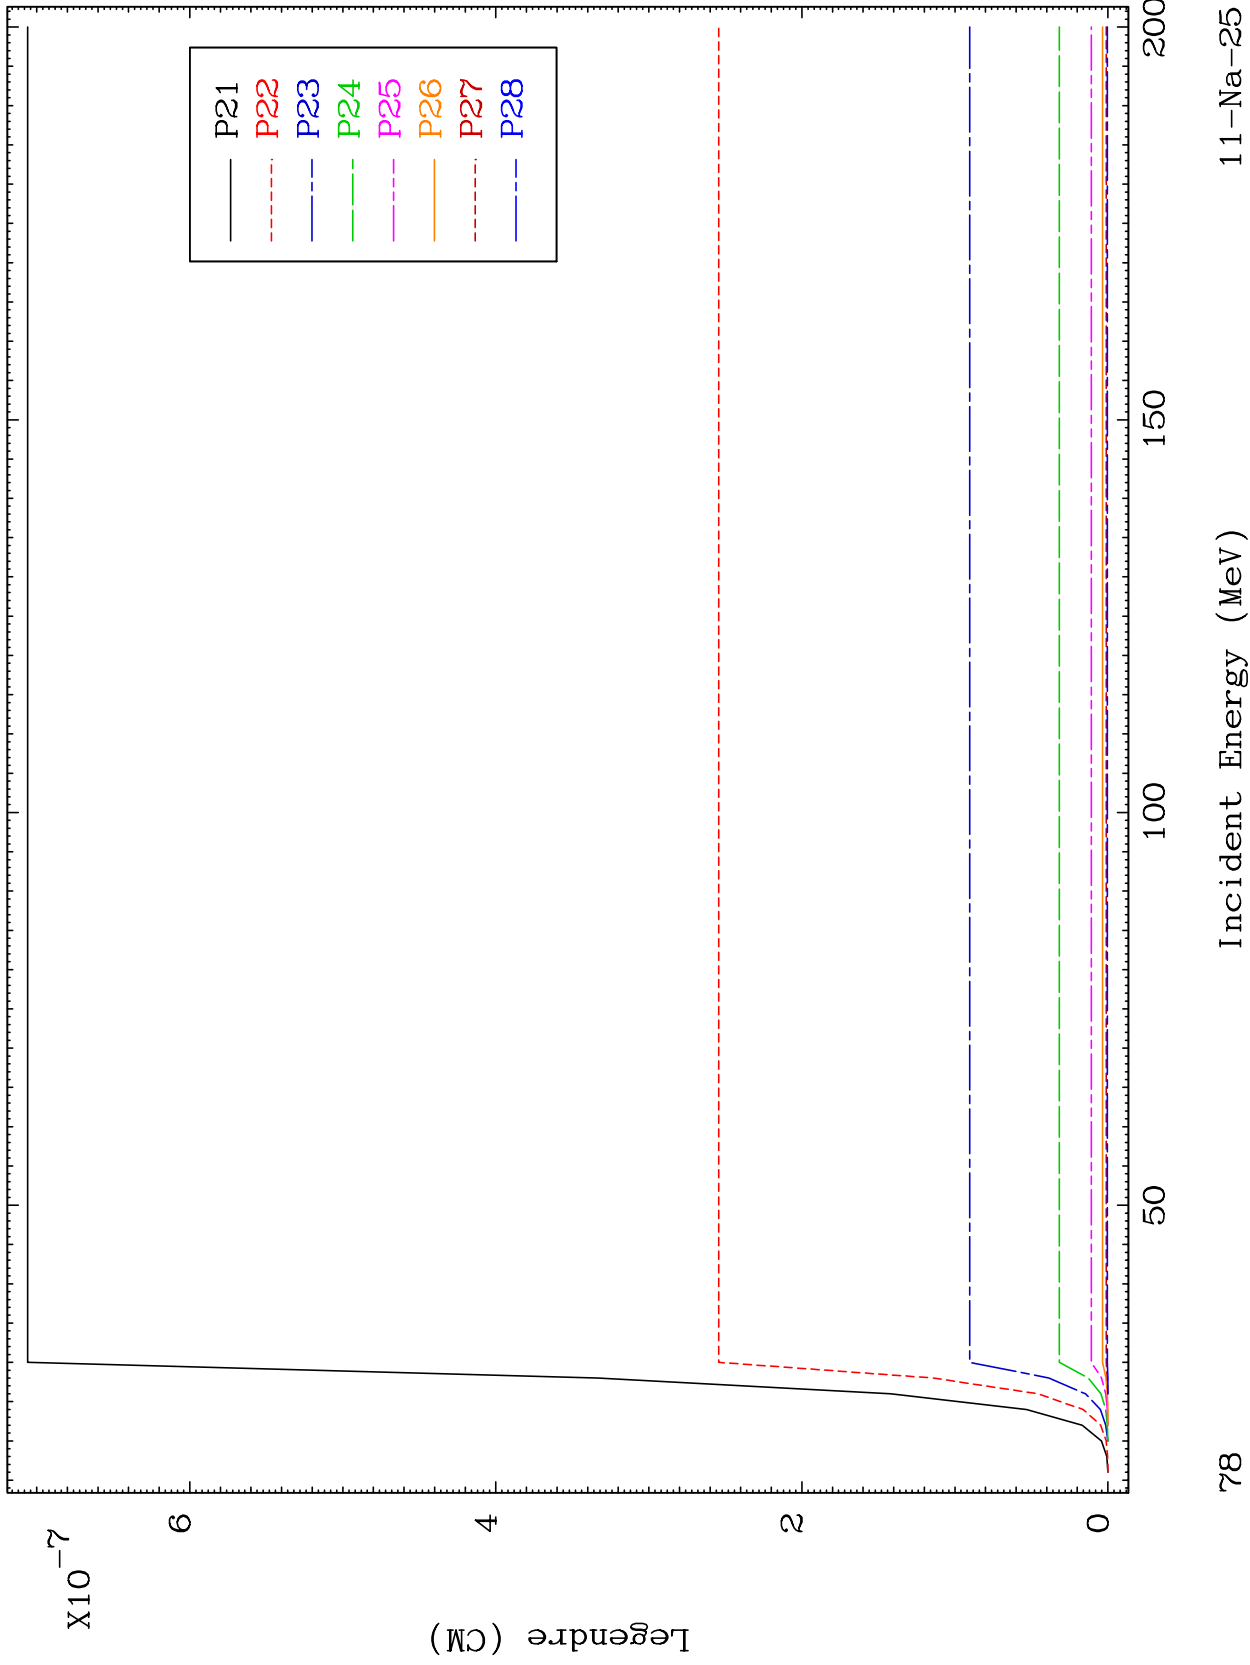 X10
-7
6
4
2
0
Legendre (CM)
P21
P22
P23
P24
P25
P26
P27
P28
50
100
150
200
Incident Energy (MeV)
78
11-Na-25